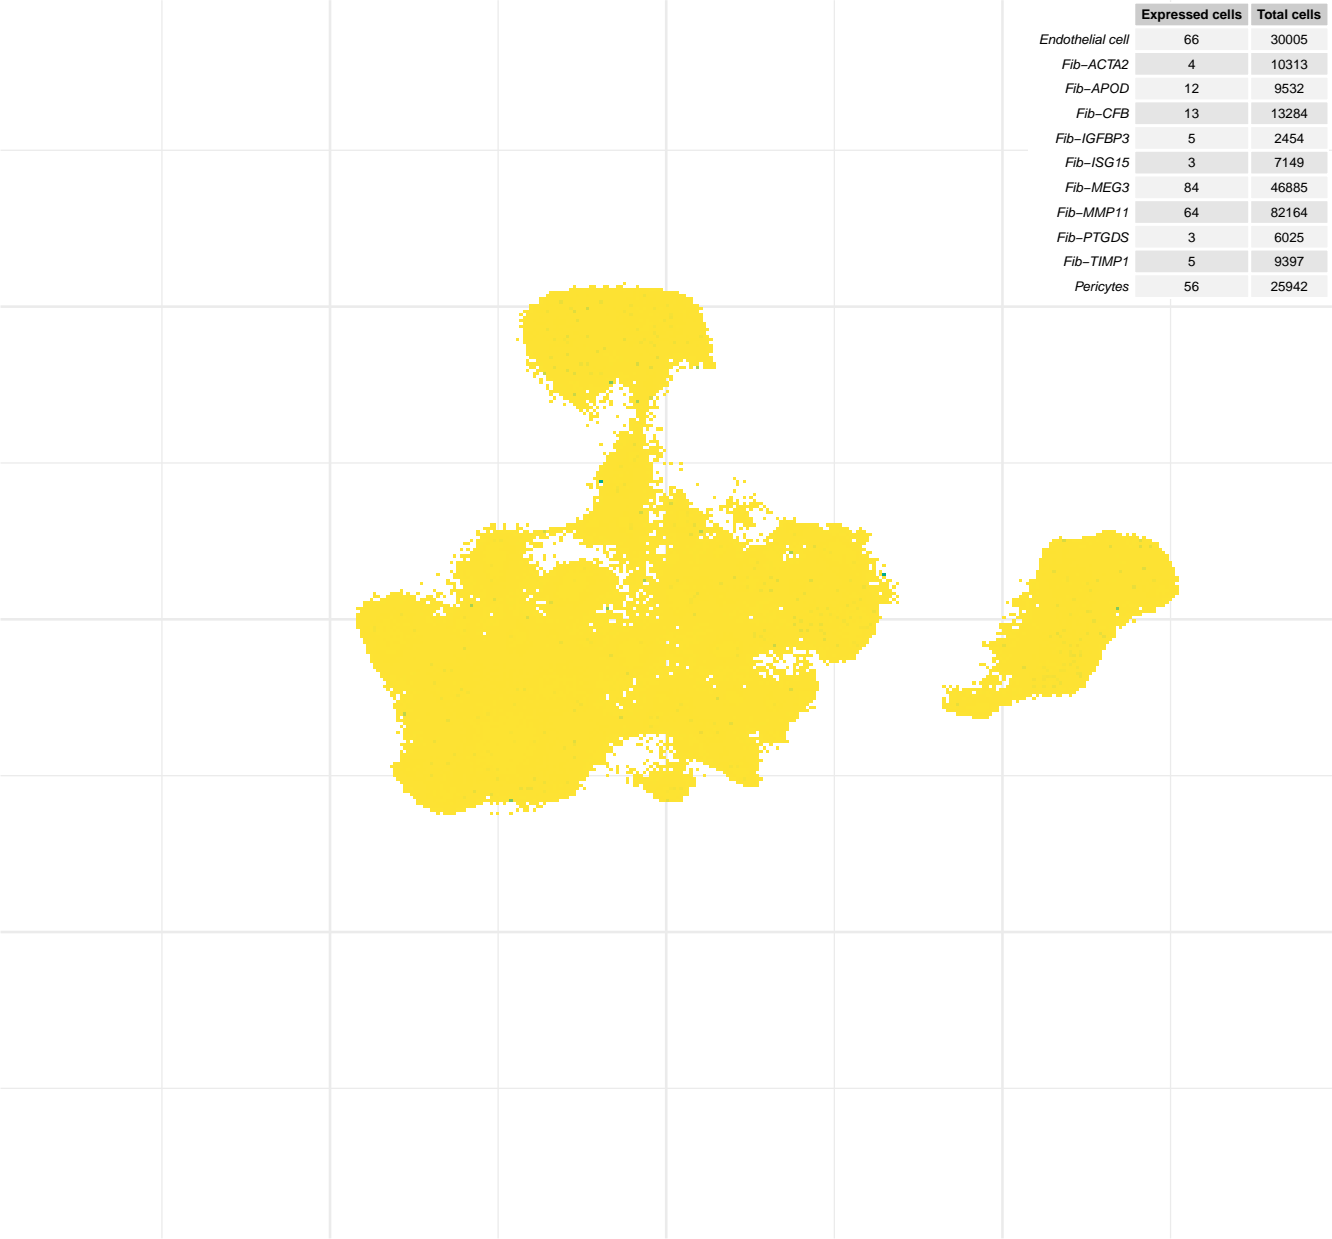 Expressed cells Total cells
Endothelial cell 66 30005
Fib−ACTA2 4 10313
Fib−APOD 12 9532
Fib−CFB 13 13284
Fib−IGFBP3 5 2454
Fib−ISG15 3 7149
Fib−MEG3 84 46885
Fib−MMP11 64 82164
Fib−PTGDS 3 6025
Fib−TIMP1 5 9397
Pericytes 56 25942